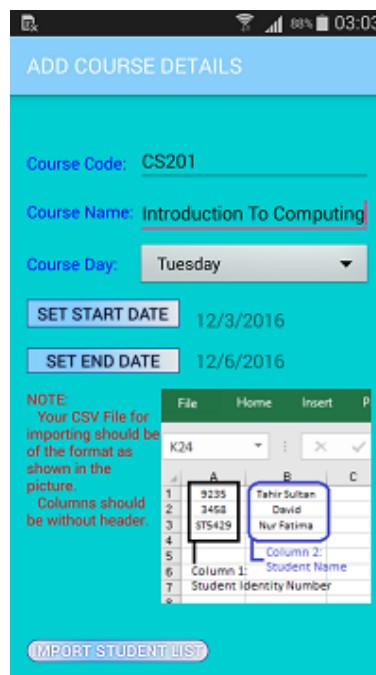 88% 03:03
ADD COURSE DETAILS
Course Code: CS201
Course Name: Introduction To Computing
Course Day: Tuesday
SET START DATE 12/3/2016
SET END DATE 12/6/2016
NOTE:
Your CSV File for
importing should be
of the format as
shown in the
picture.
Columns should
be without header.
File Home Insert P
K24
A B C
1 9235 Tahir Sultan
2 3458 David
3 ST5429 Nur Fatima
4
5 Column 2:
6 Column 1: Student Name
7 Student Identity Number
8
IMPORT STUDENT LIST